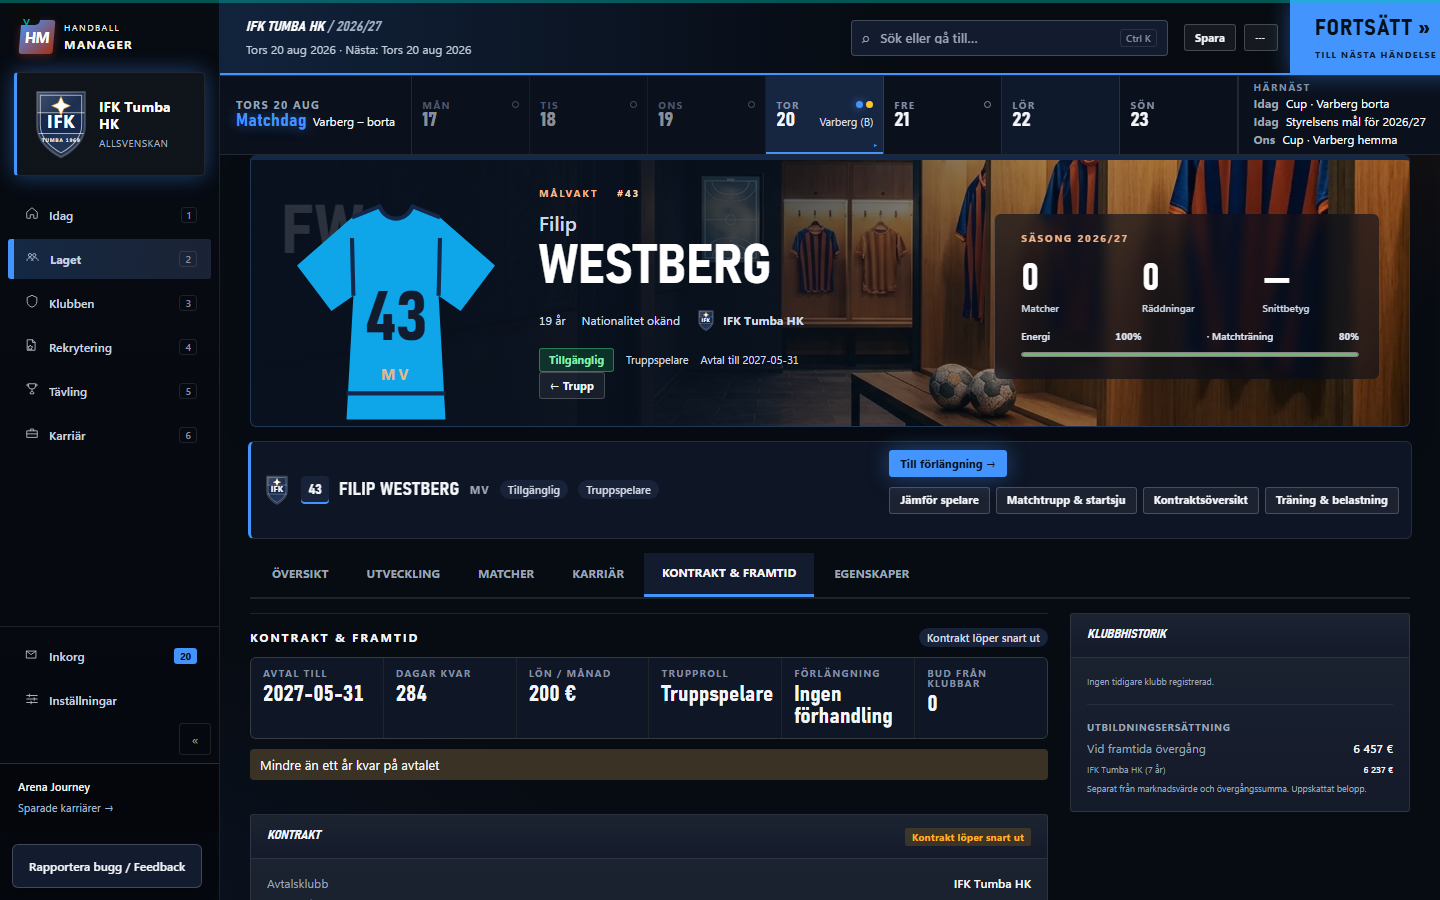 HM
HANDBALL
MANAGER
IFK
TUMBA 1969
IFK Tumba
HK
ALLSVENSKAN
Idag
1
Laget
2
Klubben
3
Rekrytering
4
Tävling
5
Karriär
6
Inkorg
20
Inställningar
«
Arena Journey
Sparade karriärer →
Rapportera bugg / Feedback
IFK TUMBA HK / 2026/27
Tors 20 aug 2026 · Nästa: Tors 20 aug 2026
Sök eller gå till...
Ctrl K
Spara
---
FORTSÄTT »
TILL NÄSTA HÄNDELSE
TORS 20 AUG
Matchdag Varberg – borta
MÅN
17
TIS
18
ONS
19
TOR
20
Varberg (B)
FRE
21
LÖR
22
SÖN
23
HÄRNÄST
Idag Cup · Varberg borta
Idag Styrelsens mål för 2026/27
Ons Cup · Varberg hemma
FW
43
MV
MÅLVAKT #43
Filip
WESTBERG
19 år Nationalitet okänd IFK IFK Tumba HK
Tillgänglig Truppspelare Avtal till 2027-05-31
← Trupp
SÄSONG 2026/27
0
Matcher
0
Räddningar
—
Snittbetyg
Energi 100% · Matchträning 80%
IFK
43 FILIP WESTBERG MV Tillgänglig Truppspelare
Till förlängning →
Jämför spelare
Matchtrupp & startsju
Kontraktsöversikt
Träning & belastning
ÖVERSIKT
UTVECKLING
MATCHER
KARRIÄR
KONTRAKT & FRAMTID
EGENSKAPER
KONTRAKT & FRAMTID
Kontrakt löper snart ut
AVTAL TILL
2027-05-31
DAGAR KVAR
284
LÖN / MÅNAD
200 €
TRUPPROLL
Truppspelare
FÖRLÄNGNING
Ingen
förhandling
BUD FRÅN
KLUBBAR
0
Mindre än ett år kvar på avtalet
KONTRAKT
Kontrakt löper snart ut
Avtalsklubb
IFK Tumba HK
KLUBBHISTORIK
Ingen tidigare klubb registrerad.
UTBILDNINGSERSÄTTNING
Vid framtida övergång 6 457 €
IFK Tumba HK (7 år) 6 237 €
Separat från marknadsvärde och övergångssumma. Uppskattat belopp.